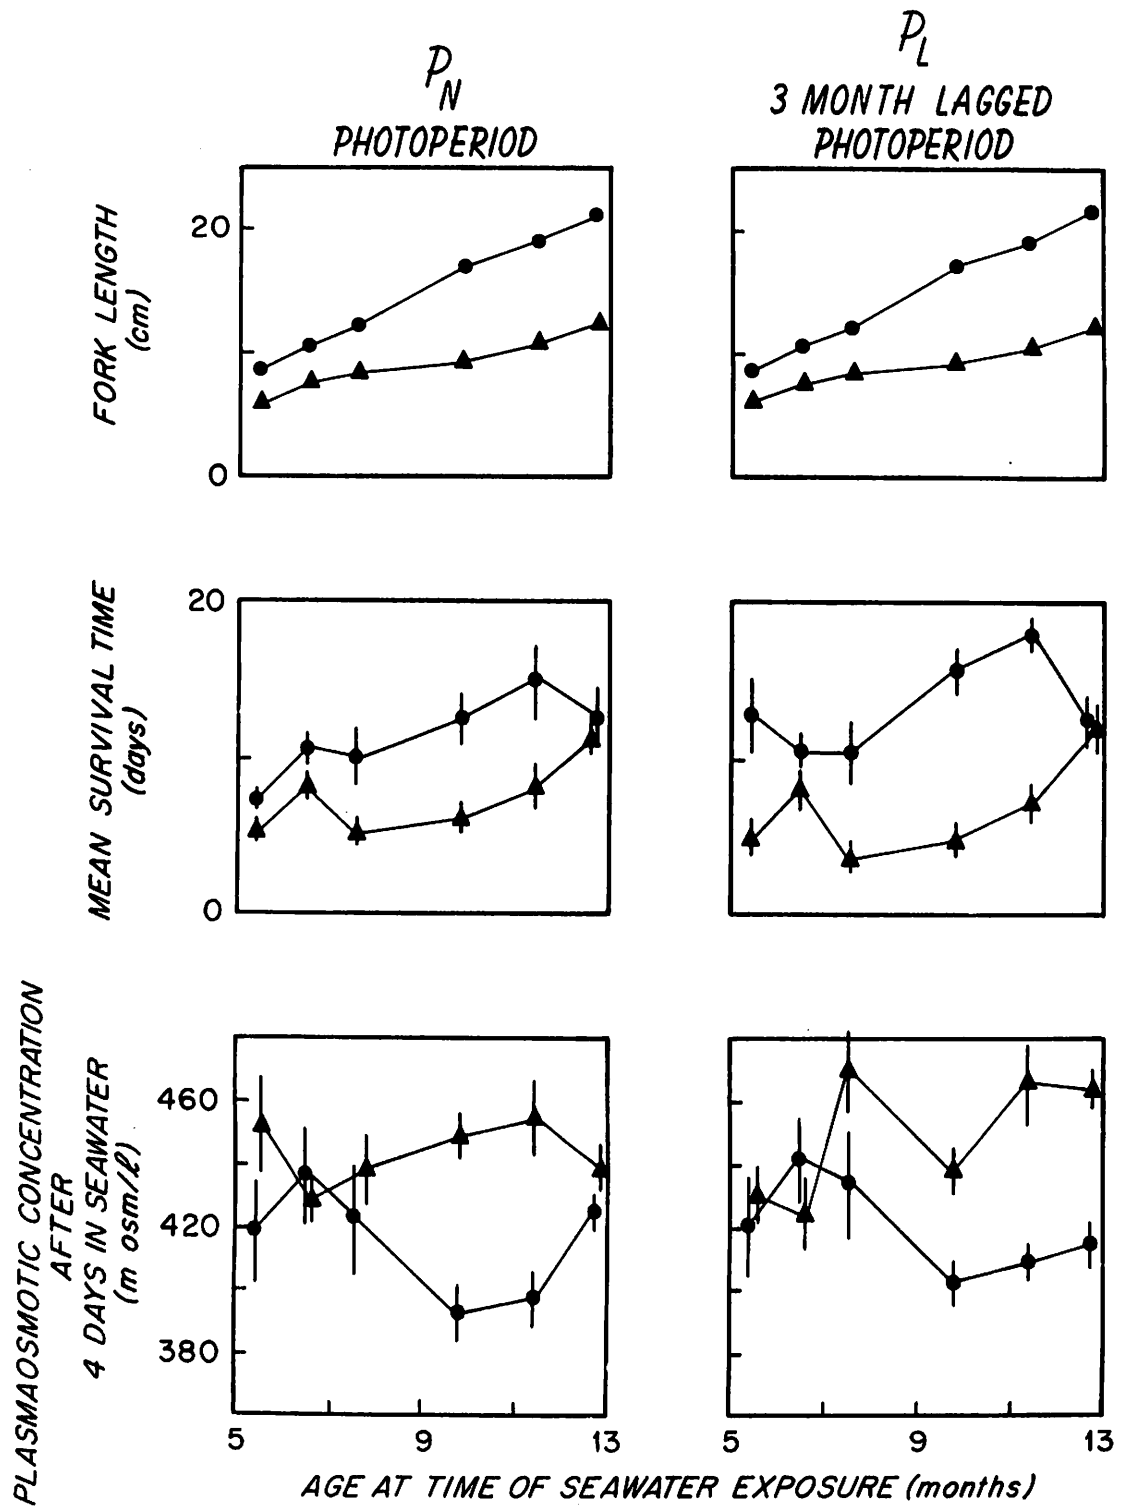 P_N
PHOTOPERIOD
P_L
3 MONTH LAGGED
PHOTOPERIOD
FORK LENGTH
(cm)
20
0
MEAN SURVIVAL TIME
(days)
20
0
PLASMAOSMOTIC CONCENTRATION
AFTER
4 DAYS IN SEAWATER
(m osm/ℓ)
460
420
380
5 9 13
5 9 13
AGE AT TIME OF SEAWATER EXPOSURE (months)